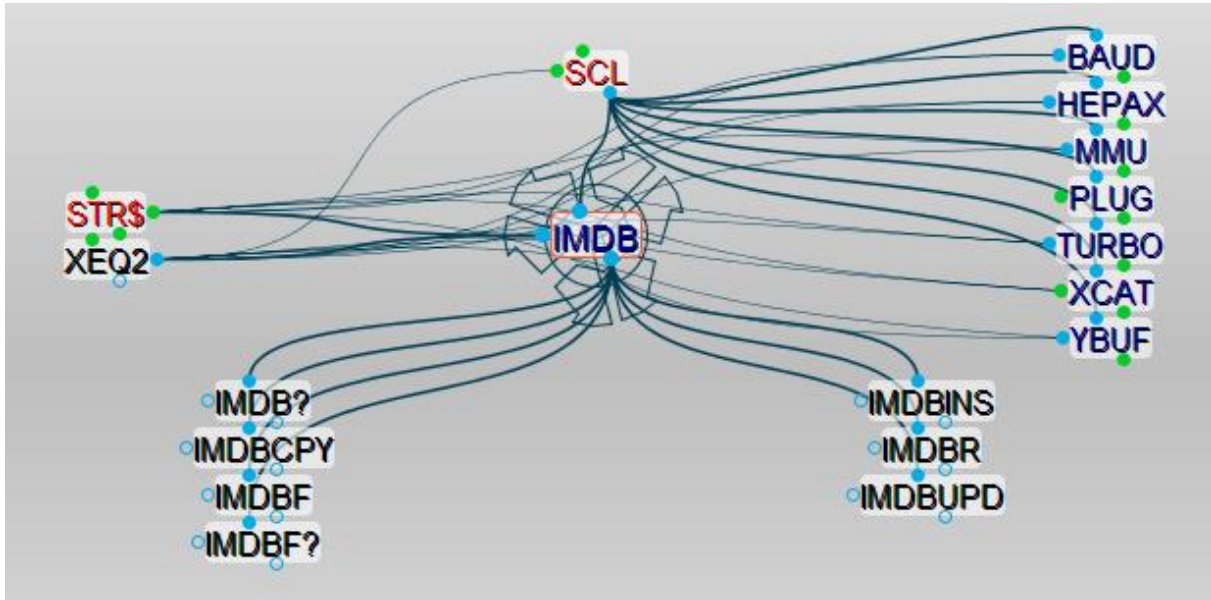 SCL
BAUD
HEPAX
MMU
PLUG
TURBO
XCAT
YBUF
STR$
XEQ2
IMDB
IMDB?
IMDBCPY
IMDBF
IMDBF?
IMDBINS
IMDBR
IMDBUPD